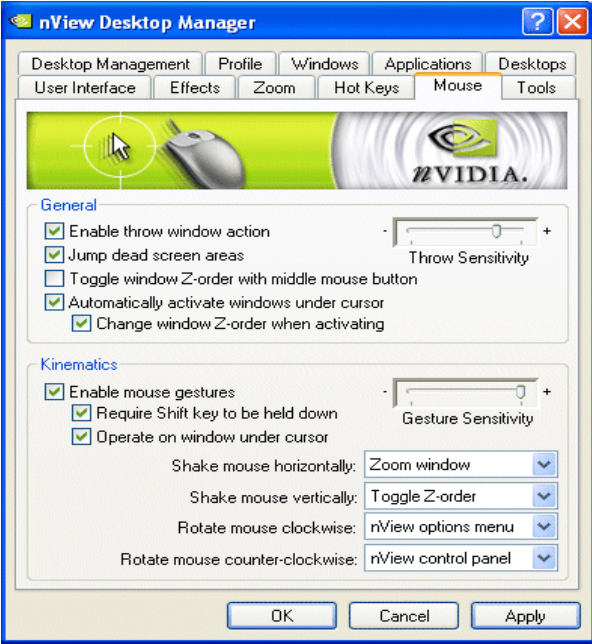 nView Desktop Manager
Desktop Management Profile Windows Applications Desktops
User Interface Effects Zoom Hot Keys Mouse Tools
nVIDIA.
General
Enable throw window action - +
Jump dead screen areas Throw Sensitivity
Toggle window Z-order with middle mouse button
Automatically activate windows under cursor
Change window Z-order when activating
Kinematics
Enable mouse gestures - +
Require Shift key to be held down Gesture Sensitivity
Operate on window under cursor
Shake mouse horizontally: Zoom window
Shake mouse vertically: Toggle Z-order
Rotate mouse clockwise: nView options menu
Rotate mouse counter-clockwise: nView control panel
OK Cancel Apply